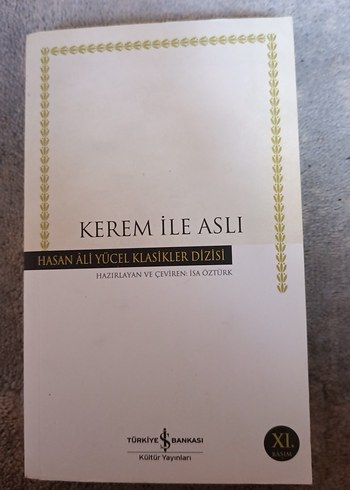 KEREM İLE ASLI
HASAN ÂLİ YÜCEL KLASİKLER DİZİSİ
HAZIRLAYAN VE ÇEVİREN: İSA ÖZTÜRK
TÜRKİYE İŞ BANKASI
Kültür Yayınları
XI.
BASIM